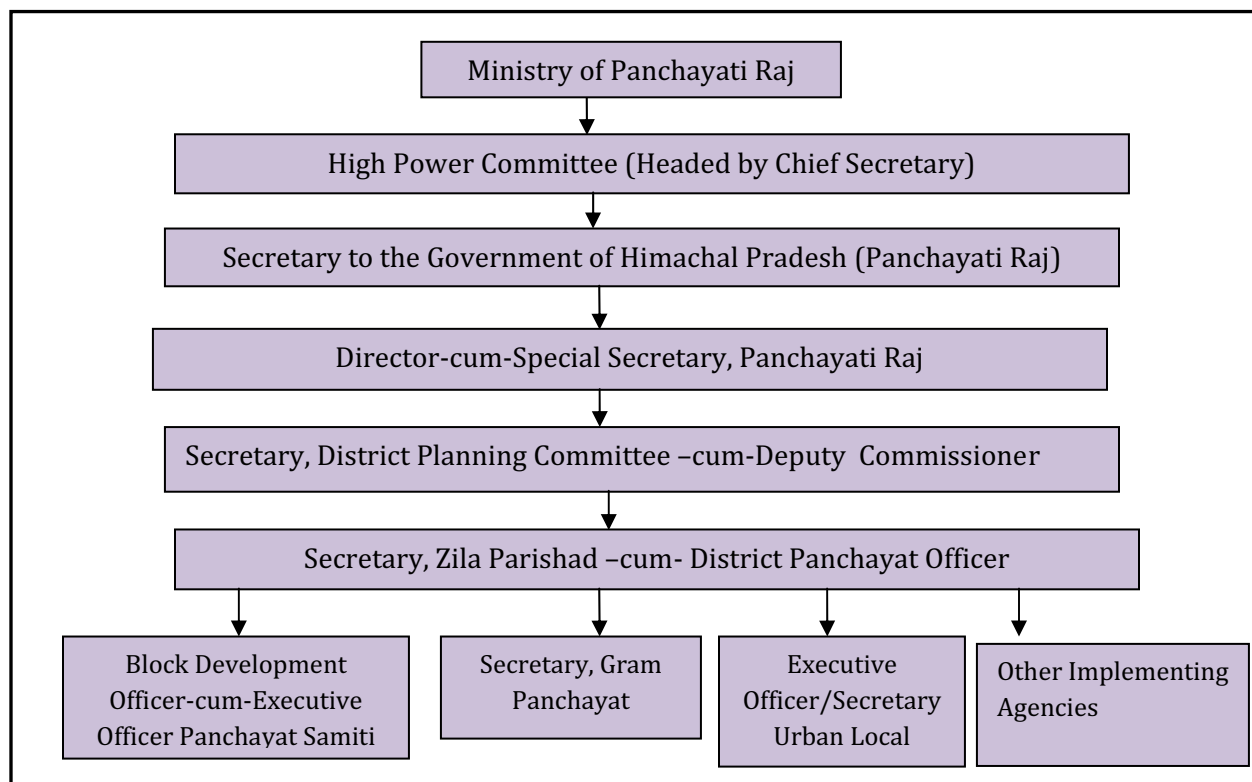 Ministry of Panchayati Raj
High Power Committee (Headed by Chief Secretary)
Secretary to the Government of Himachal Pradesh (Panchayati Raj)
Director-cum-Special Secretary, Panchayati Raj
Secretary, District Planning Committee –cum-Deputy Commissioner
Secretary, Zila Parishad –cum- District Panchayat Officer
Block Development
Officer-cum-Executive
Officer Panchayat Samiti
Secretary, Gram
Panchayat
Executive
Officer/Secretary
Urban Local
Other Implementing
Agencies